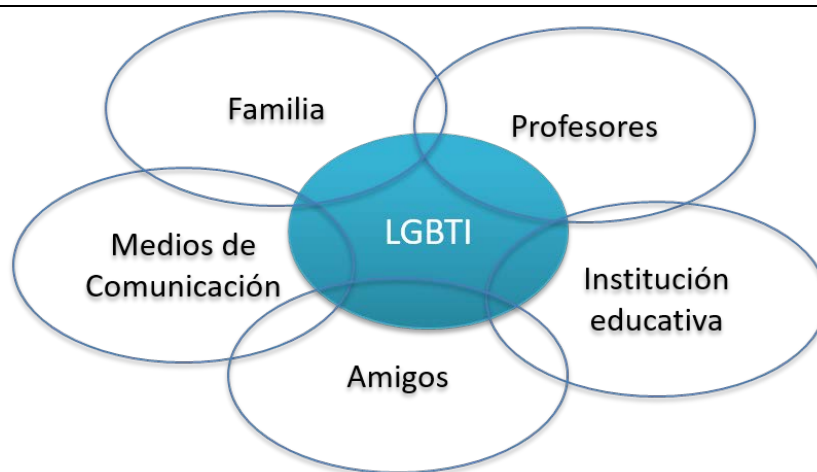 Familia
Profesores
LGBTI
Medios de
Comunicación
Institución
educativa
Amigos